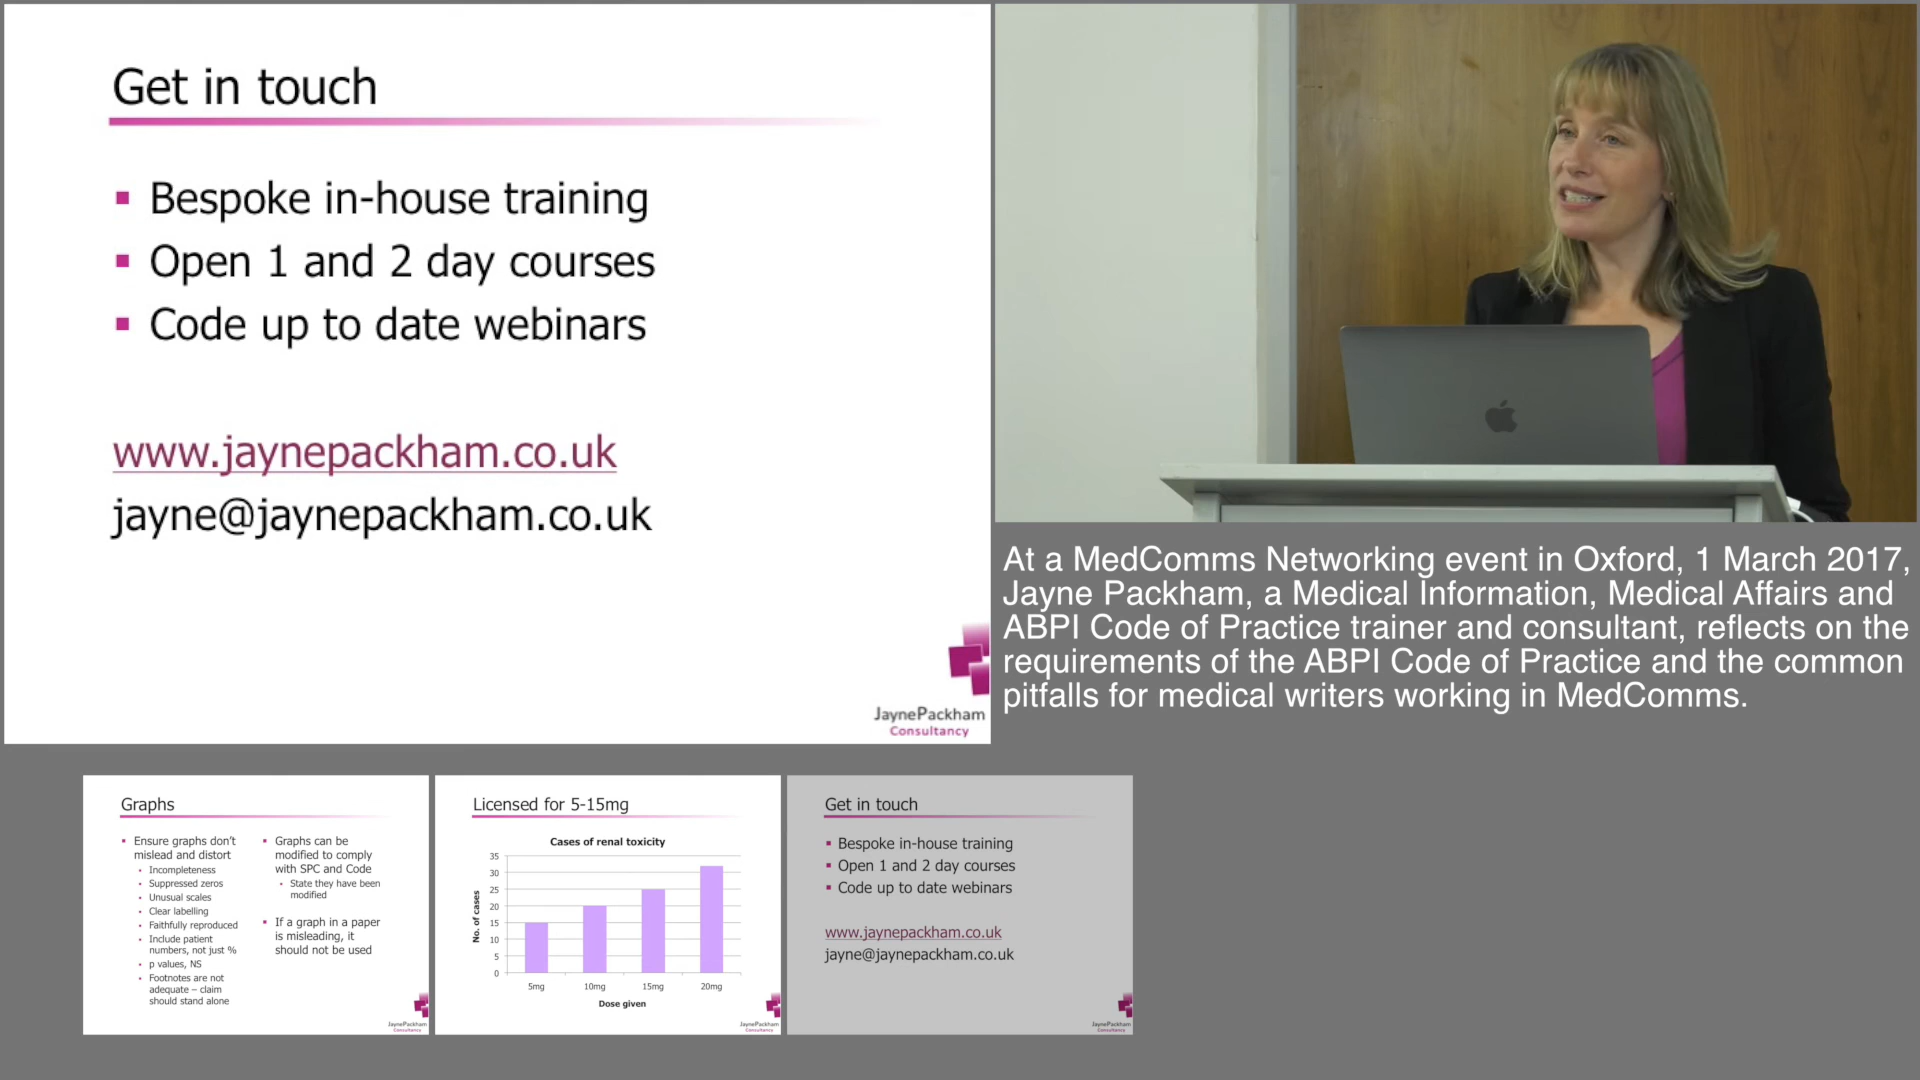 Get in touch
▪ Bespoke in-house training
▪ Open 1 and 2 day courses
▪ Code up to date webinars
www.jaynepackham.co.uk
jayne@jaynepackham.co.uk
JaynePackham
Consultancy
At a MedComms Networking event in Oxford, 1 March 2017,
Jayne Packham, a Medical Information, Medical Affairs and
ABPI Code of Practice trainer and consultant, reflects on the
requirements of the ABPI Code of Practice and the common
pitfalls for medical writers working in MedComms.
Graphs
▪ Ensure graphs don't
mislead and distort
▪ Incompleteness
▪ Suppressed zeros
▪ Unusual scales
▪ Clear labelling
▪ Faithfully reproduced
▪ Include patient
numbers, not just %
▪ p values, NS
▪ Footnotes are not
adequate – claim
should stand alone
▪ Graphs can be
modified to comply
with SPC and Code
▪ State they have been
modified
▪ If a graph in a paper
is misleading, it
should not be used
JaynePackham
Consultancy
Licensed for 5-15mg
Cases of renal toxicity
No. of cases
35
30
25
20
15
10
5
0
5mg 10mg 15mg 20mg
Dose given
JaynePackham
Consultancy
Get in touch
▪ Bespoke in-house training
▪ Open 1 and 2 day courses
▪ Code up to date webinars
www.jaynepackham.co.uk
jayne@jaynepackham.co.uk
JaynePackham
Consultancy